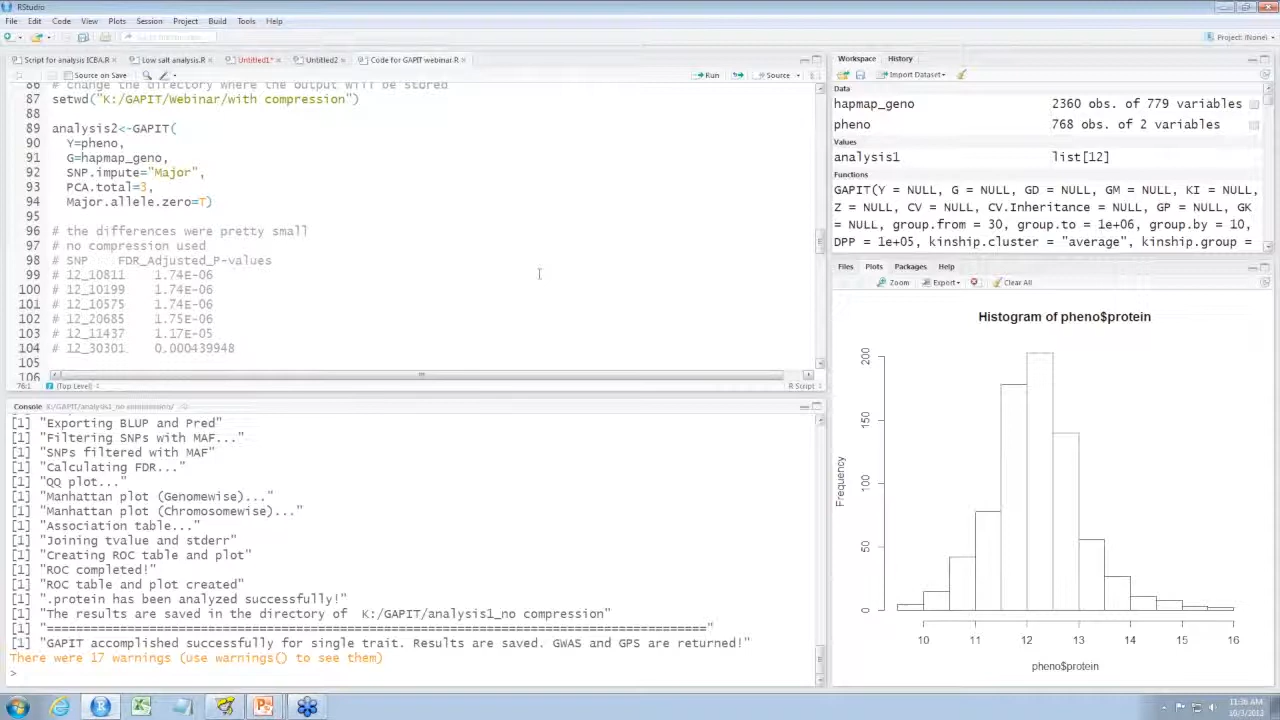 RStudio
File Edit Code View Plots Session Project Build Tools Help
Project: (None)
Script for analysis ICBA.R Low salt analysis.R Untitled1* Untitled2 Code for GAPIT webinar.R
Source on Save Run Source
86 # change the directory where the output will be stored
87 setwd("K:/GAPIT/Webinar/with compression")
88
89 analysis2<-GAPIT(
90 Y=pheno,
91 G=hapmap_geno,
92 SNP.impute="Major",
93 PCA.total=3,
94 Major.allele.zero=T)
95
96 # the differences were pretty small
97 # no compression used
98 # SNP FDR_Adjusted_P-values
99 # 12_10811 1.74E-06
100 # 12_10199 1.74E-06
101 # 12_10575 1.74E-06
102 # 12_20685 1.75E-06
103 # 12_11437 1.17E-05
104 # 12_30301 0.000439948
105
106
76:1 (Top Level) R Script
Console K:/GAPIT/analysis1_no compression/
[1] "Exporting BLUP and Pred"
[1] "Filtering SNPs with MAF..."
[1] "SNPs filtered with MAF"
[1] "Calculating FDR..."
[1] "QQ plot..."
[1] "Manhattan plot (Genomewise)..."
[1] "Manhattan plot (Chromosomewise)..."
[1] "Association table..."
[1] "Joining tvalue and stderr"
[1] "Creating ROC table and plot"
[1] "ROC completed!"
[1] "ROC table and plot created"
[1] ".protein has been analyzed successfully!"
[1] "The results are saved in the directory of K:/GAPIT/analysis1_no compression"
[1] "==========================================================================="
[1] "GAPIT accomplished successfully for single trait. Results are saved. GWAS and GPS are returned!"
There were 17 warnings (use warnings() to see them)
>
Workspace History
Import Dataset
Data
hapmap_geno 2360 obs. of 779 variables
pheno 768 obs. of 2 variables
Values
analysis1 list[12]
Functions
GAPIT(Y = NULL, G = NULL, GD = NULL, GM = NULL, KI = NULL,
Z = NULL, CV = NULL, CV.Inheritance = NULL, GP = NULL, GK
= NULL, group.from = 30, group.to = 1e+06, group.by = 10,
DPP = 1e+05, kinship.cluster = "average", kinship.group =
Files Plots Packages Help
Zoom Export Clear All
Histogram of pheno$protein
Frequency
200
150
100
50
0
10 11 12 13 14 15 16
pheno$protein
11:36 AM